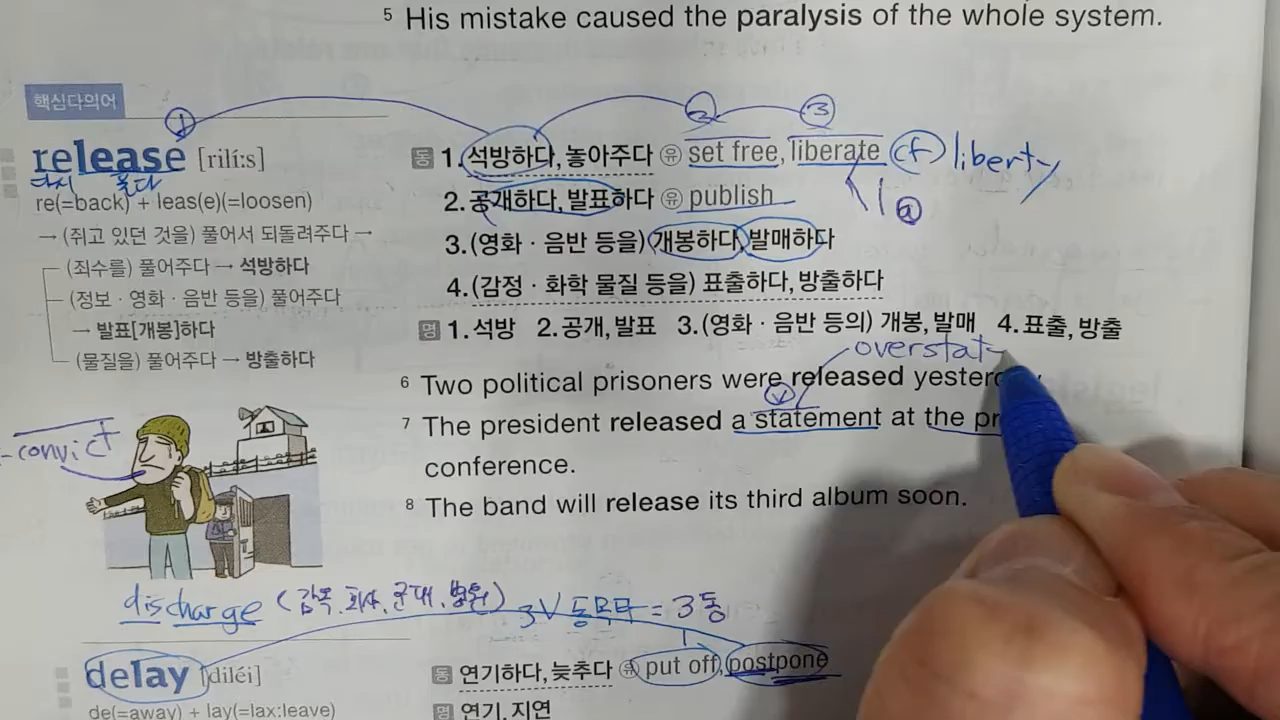 5 His mistake caused the paralysis of the whole system.
핵심다의어
① ② ③
release [rilíːs]
다시 풀다
re(=back) + leas(e)(=loosen)
→ (쥐고 있던 것을) 풀어서 되돌려주다 →
(죄수를) 풀어주다 → 석방하다
(정보·영화·음반 등을) 풀어주다
→ 발표[개봉]하다
(물질을) 풀어주다 → 방출하다
동 1. 석방하다, 놓아주다 유 set free, liberate cf liberty
2. 공개하다, 발표하다 유 publish
ⓐ
3. (영화·음반 등을) 개봉하다, 발매하다
4. (감정·화학 물질 등을) 표출하다, 방출하다
명 1. 석방 2. 공개, 발표 3. (영화·음반 등의) 개봉, 발매 4. 표출, 방출
overstat
6 Two political prisoners were released
ⓥ
7 The president released a statement at the
conference.
8 The band will release its third album soon.
-convict
discharge (감옥, 회사, 군대, 병원) 3V = 3동
delay [diléi]
de(=away) + lay(=lax:leave)
동 연기하다, 늦추다 유 put off, postpone
명 연기, 지연